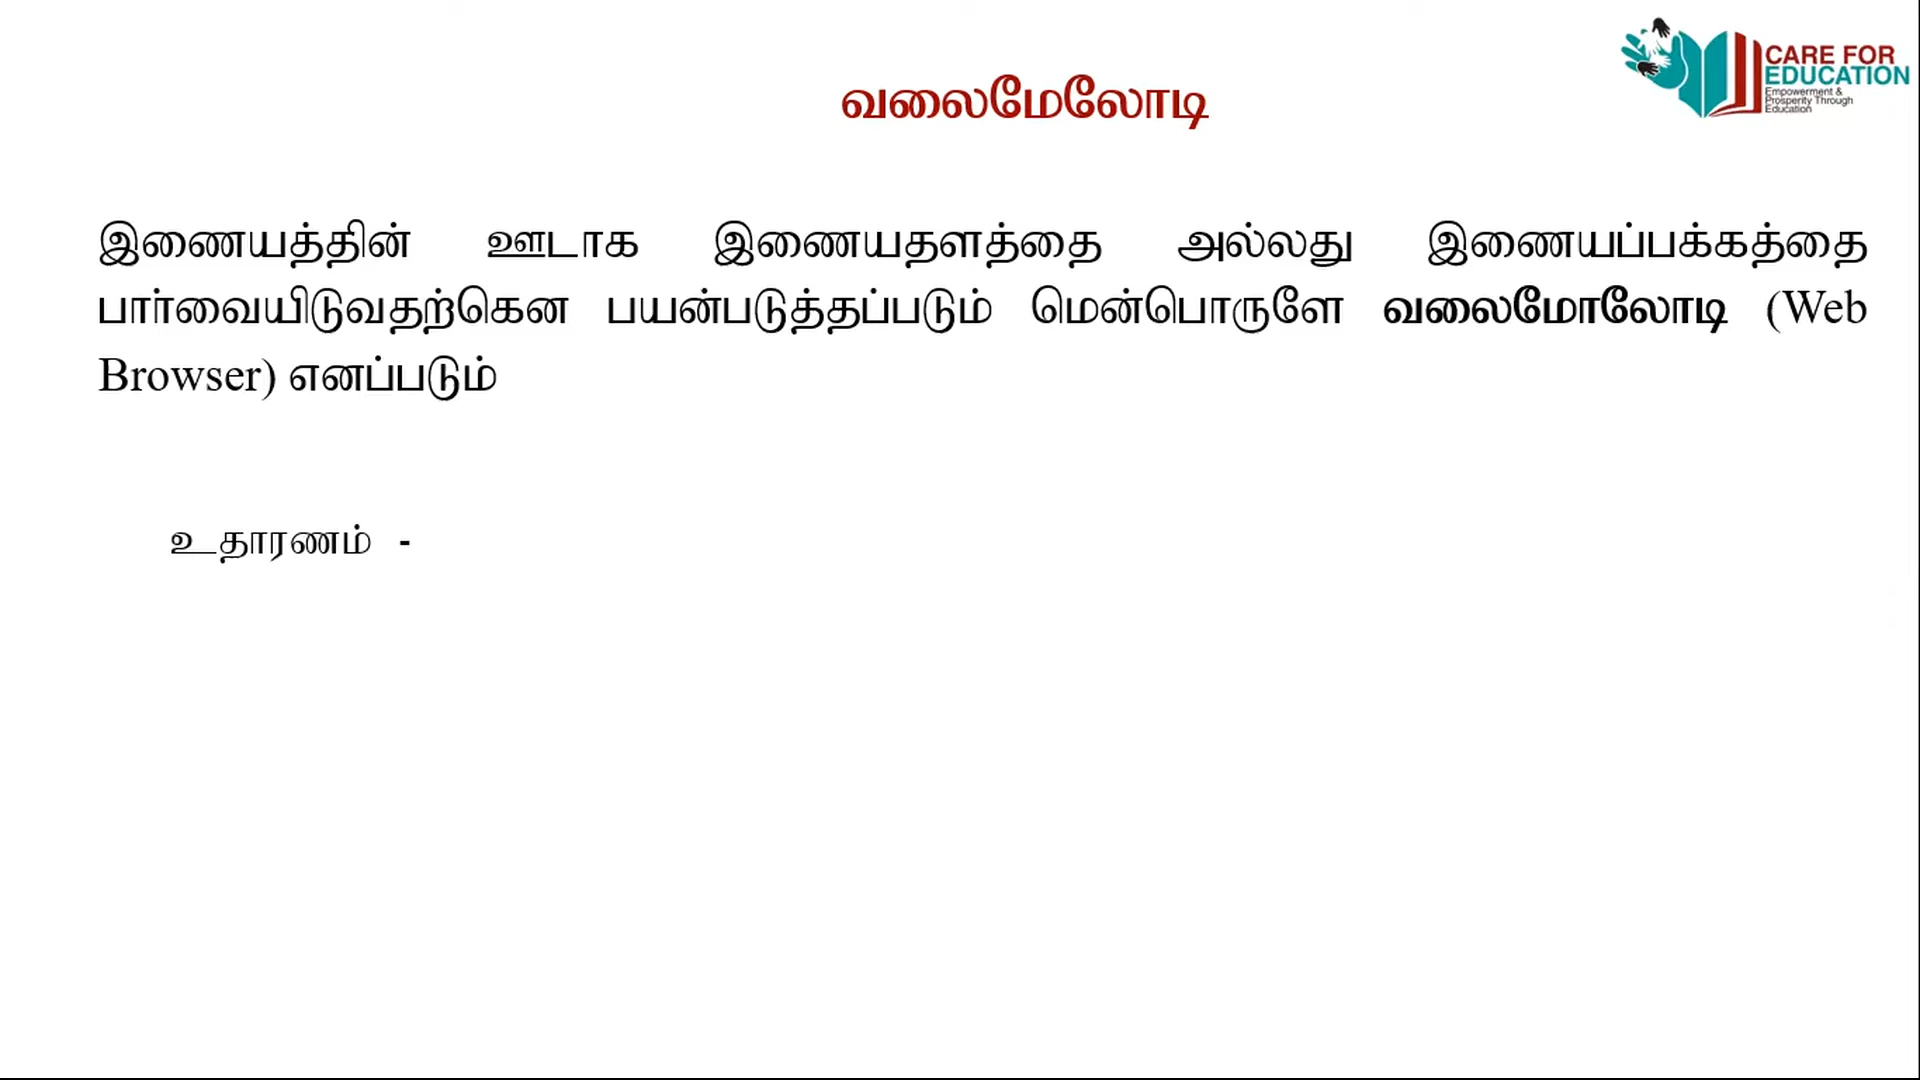 CARE FOR
EDUCATION
Empowerment &
Prosperity Through
Education
வலைமேலோடி
இணையத்தின் ஊடாக இணையதளத்தை அல்லது இணையப்பக்கத்தை
பார்வையிடுவதற்கென பயன்படுத்தப்படும் மென்பொருளே வலைமோலோடி (Web
Browser) எனப்படும்
உதாரணம் -